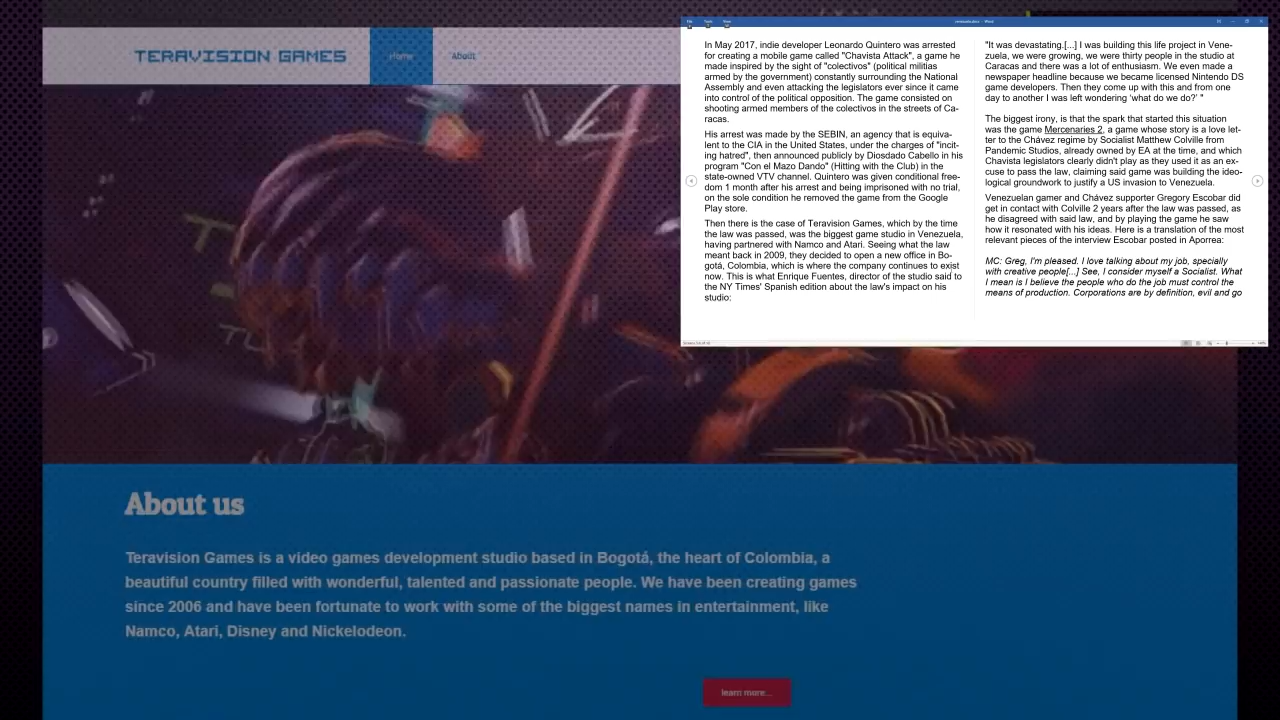 TERAVISION GAMES
Home
About
File
Tools
View
In May 2017, indie developer Leonardo Quintero was arrested
for creating a mobile game called "Chavista Attack", a game he
made inspired by the sight of "colectivos" (political militias
armed by the government) constantly surrounding the National
Assembly and even attacking the legislators ever since it came
into control of the political opposition. The game consisted on
shooting armed members of the colectivos in the streets of Ca-
racas.
His arrest was made by the SEBIN, an agency that is equiva-
lent to the CIA in the United States, under the charges of "incit-
ing hatred", then announced publicly by Diosdado Cabello in his
program "Con el Mazo Dando" (Hitting with the Club) in the
state-owned VTV channel. Quintero was given conditional free-
dom 1 month after his arrest and being imprisoned with no trial,
on the sole condition he removed the game from the Google
Play store.
Then there is the case of Teravision Games, which by the time
the law was passed, was the biggest game studio in Venezuela,
having partnered with Namco and Atari. Seeing what the law
meant back in 2009, they decided to open a new office in Bo-
gotá, Colombia, which is where the company continues to exist
now. This is what Enrique Fuentes, director of the studio said to
the NY Times' Spanish edition about the law's impact on his
studio:
"It was devastating.[...] I was building this life project in Vene-
zuela, we were growing, we were thirty people in the studio at
Caracas and there was a lot of enthusiasm. We even made a
newspaper headline because we became licensed Nintendo DS
game developers. Then they come up with this and from one
day to another I was left wondering ‘what do we do?’ "
The biggest irony, is that the spark that started this situation
was the game Mercenaries 2, a game whose story is a love let-
ter to the Chávez regime by Socialist Matthew Colville from
Pandemic Studios, already owned by EA at the time, and which
Chavista legislators clearly didn't play as they used it as an ex-
cuse to pass the law, claiming said game was building the ideo-
logical groundwork to justify a US invasion to Venezuela.
Venezuelan gamer and Chávez supporter Gregory Escobar did
get in contact with Colville 2 years after the law was passed, as
he disagreed with said law, and by playing the game he saw
how it resonated with his ideas. Here is a translation of the most
relevant pieces of the interview Escobar posted in Aporrea:
MC: Greg, I'm pleased. I love talking about my job, specially
with creative people[...] See, I consider myself a Socialist. What
I mean is I believe the people who do the job must control the
means of production. Corporations are by definition, evil and go
About us
Teravision Games is a video games development studio based in Bogotá, the heart of Colombia, a
beautiful country filled with wonderful, talented and passionate people. We have been creating games
since 2006 and have been fortunate to work with some of the biggest names in entertainment, like
Namco, Atari, Disney and Nickelodeon.
learn more...